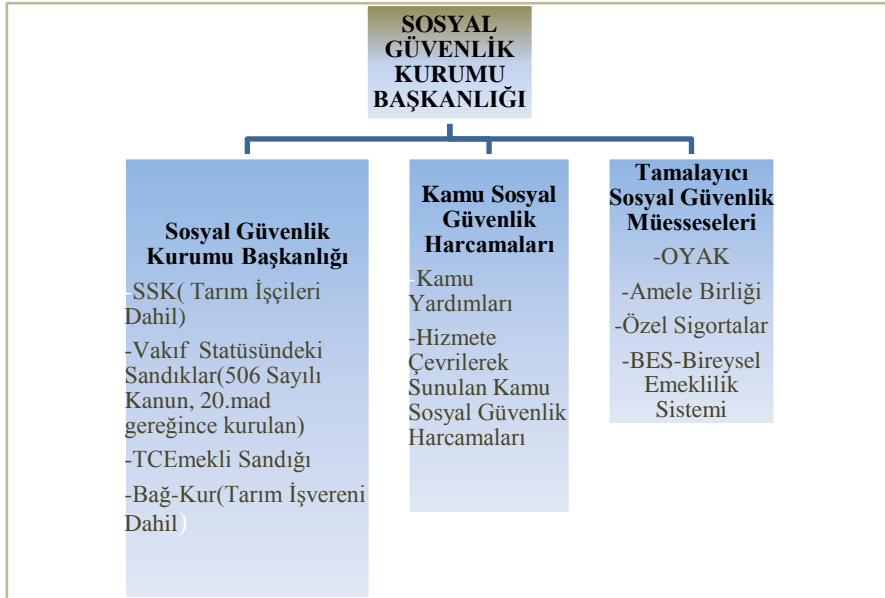 SOSYAL
GÜVENLİK
KURUMU
BAŞKANLIĞI
Sosyal Güvenlik
Kurumu Başkanlığı
-SSK( Tarım İşçileri
Dahil)
-Vakıf Statüsündeki
Sandıklar(506 Sayılı
Kanun, 20.mad
gereğince kurulan)
-TCEmekli Sandığı
-Bağ-Kur(Tarım İşvereni
Dahil)
Kamu Sosyal
Güvenlik
Harcamaları
-Kamu
Yardımları
-Hizmete
Çevrilerek
Sunulan Kamu
Sosyal Güvenlik
Harcamaları
Tamalayıcı
Sosyal Güvenlik
Müesseseleri
-OYAK
-Amele Birliği
-Özel Sigortalar
-BES-Bireysel
Emeklilik
Sistemi